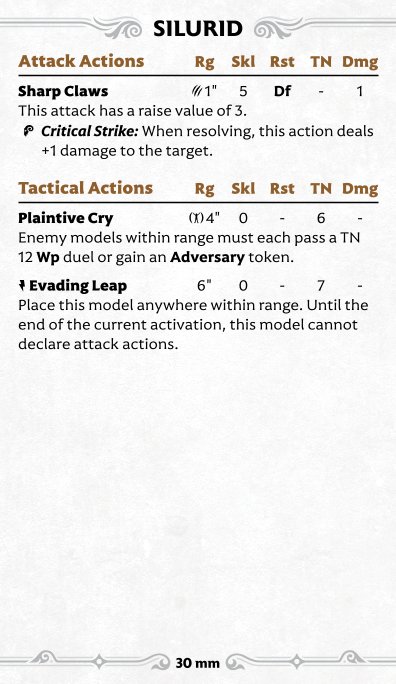 SILURID
Attack Actions Rg Skl Rst TN Dmg
Sharp Claws 1" 5 Df - 1
This attack has a raise value of 3.
Critical Strike: When resolving, this action deals
+1 damage to the target.
Tactical Actions Rg Skl Rst TN Dmg
Plaintive Cry 4" 0 - 6 -
Enemy models within range must each pass a TN
12 Wp duel or gain an Adversary token.
Evading Leap 6" 0 - 7 -
Place this model anywhere within range. Until the
end of the current activation, this model cannot
declare attack actions.
30 mm